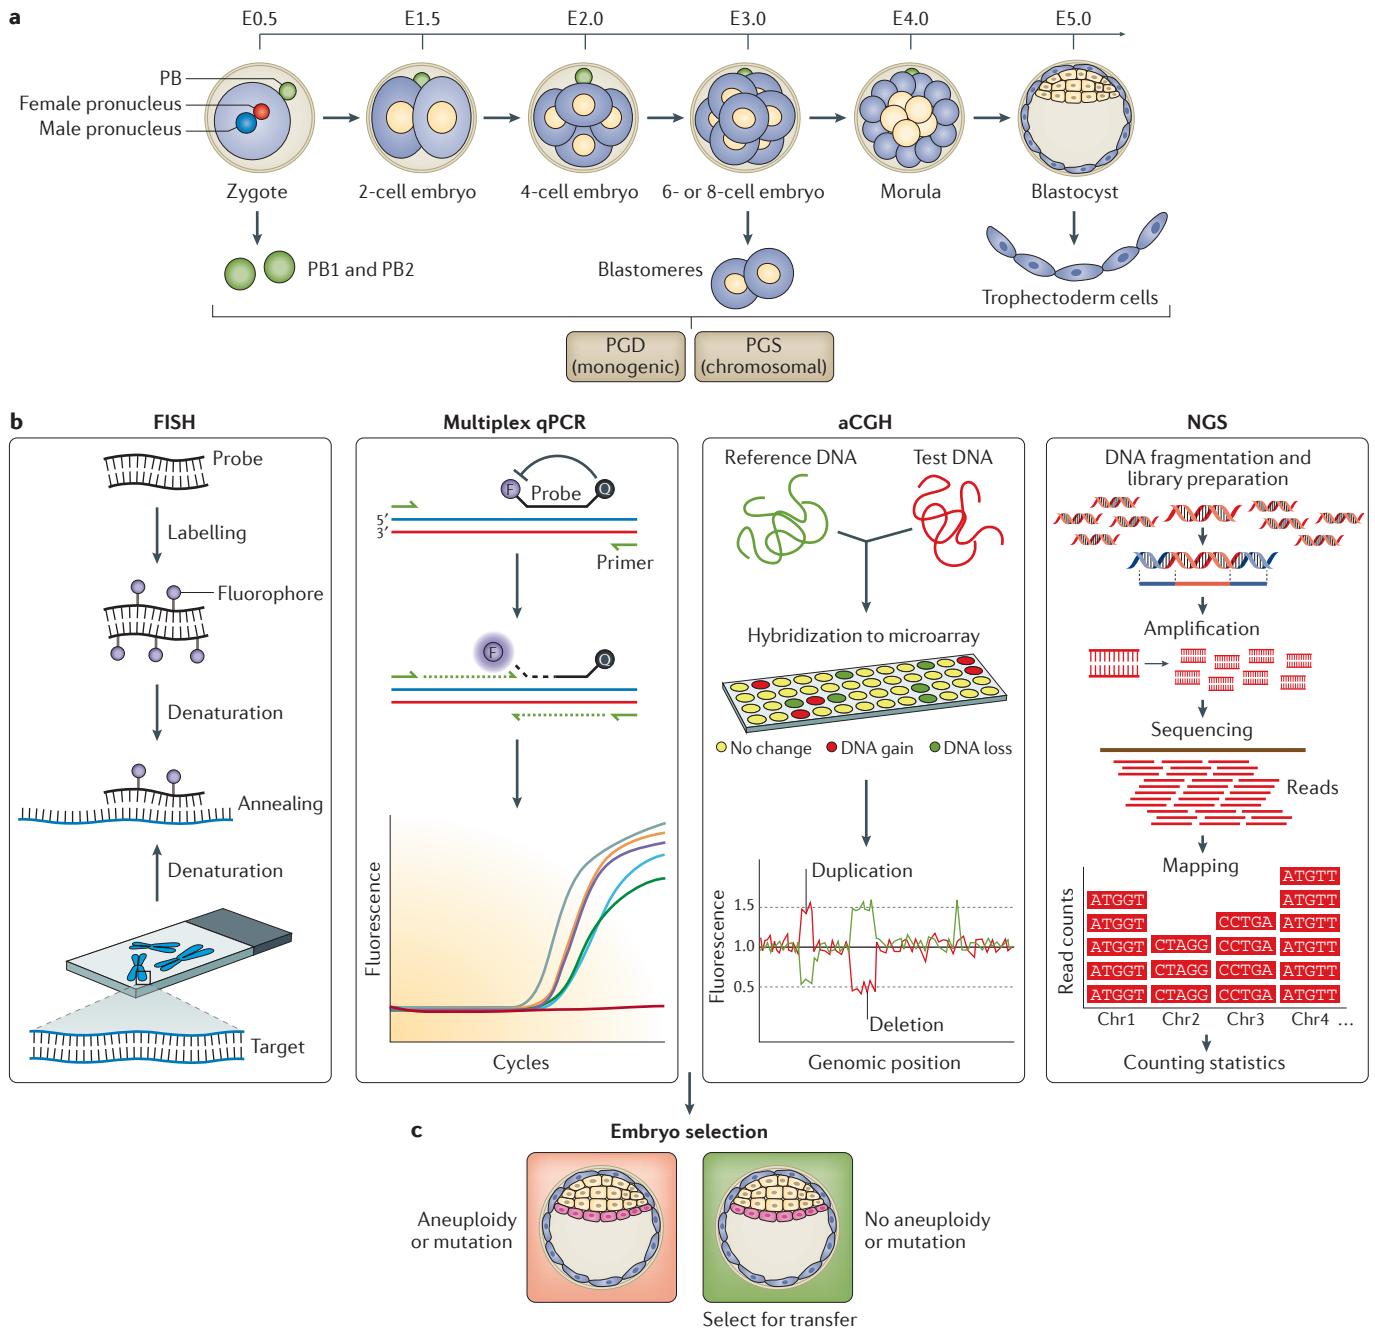 a
E0.5 E1.5 E2.0 E3.0 E4.0 E5.0
PB
Female pronucleus
Male pronucleus
Zygote 2-cell embryo 4-cell embryo 6- or 8-cell embryo Morula Blastocyst
PB1 and PB2
Blastomeres
Trophectoderm cells
PGD
(monogenic)
PGS
(chromosomal)
b
FISH
Probe
Labelling
Fluorophore
Denaturation
Annealing
Denaturation
Target
Multiplex qPCR
F Probe Q
5′
3′
Primer
F Q
Fluorescence
Cycles
aCGH
Reference DNA Test DNA
Hybridization to microarray
No change DNA gain DNA loss
Duplication
1.5
1.0
0.5
Fluorescence
Deletion
Genomic position
NGS
DNA fragmentation and
library preparation
Amplification
Sequencing
Reads
Mapping
Read counts
ATGTT
ATGGT ATGTT
ATGGT CCTGA ATGTT
ATGGT CTAGG CCTGA ATGTT
ATGGT CTAGG CCTGA ATGTT
ATGGT CTAGG CCTGA ATGTT
Chr1 Chr2 Chr3 Chr4 ...
Counting statistics
c
Embryo selection
Aneuploidy
or mutation
No aneuploidy
or mutation
Select for transfer